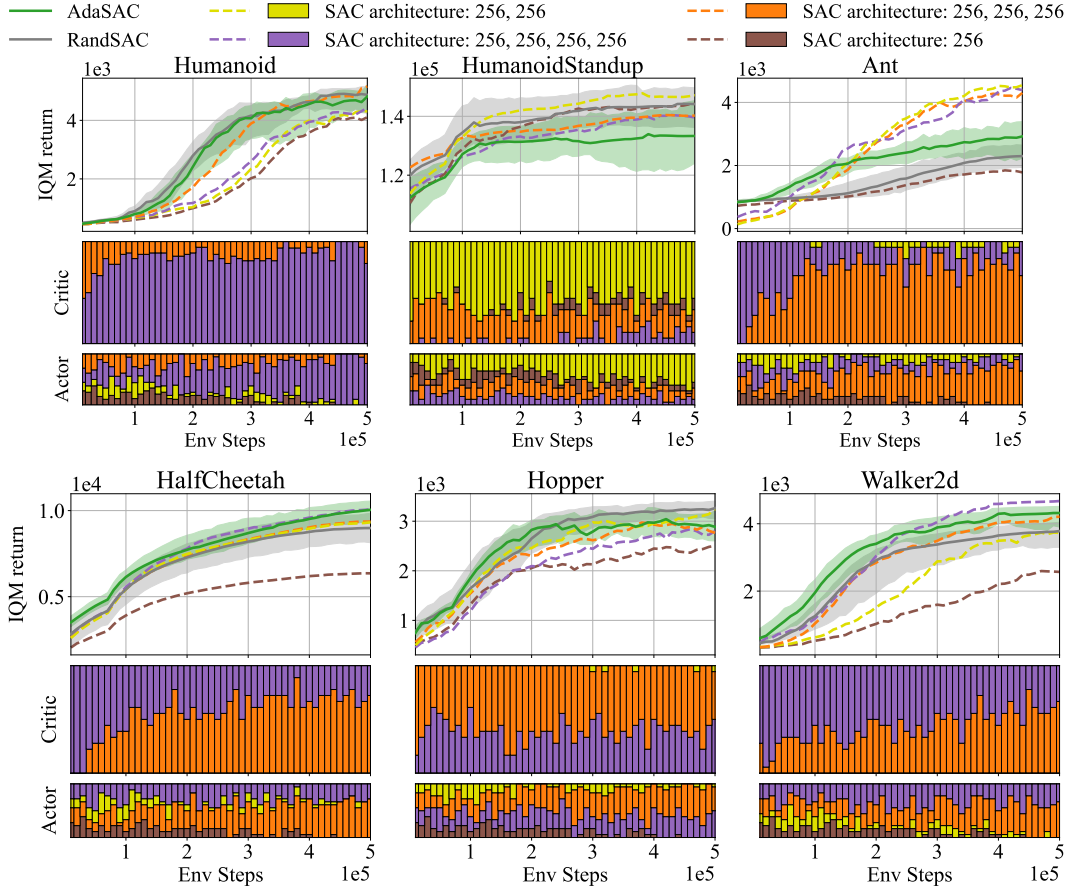 AdaSAC
SAC architecture: 256, 256
SAC architecture: 256, 256, 256
RandSAC
SAC architecture: 256, 256, 256, 256
SAC architecture: 256
1e3
Humanoid
1e5
HumanoidStandup
1e3
Ant
IQM return
4
2
1.4
1.2
4
2
0
Critic
Actor
1 2 3 4 5
1 2 3 4 5
1 2 3 4 5
Env Steps
1e5
Env Steps
1e5
Env Steps
1e5
1e4
HalfCheetah
1e3
Hopper
1e3
Walker2d
IQM return
1.0
0.5
3
2
1
4
2
Critic
Actor
1 2 3 4 5
1 2 3 4 5
1 2 3 4 5
Env Steps
1e5
Env Steps
1e5
Env Steps
1e5